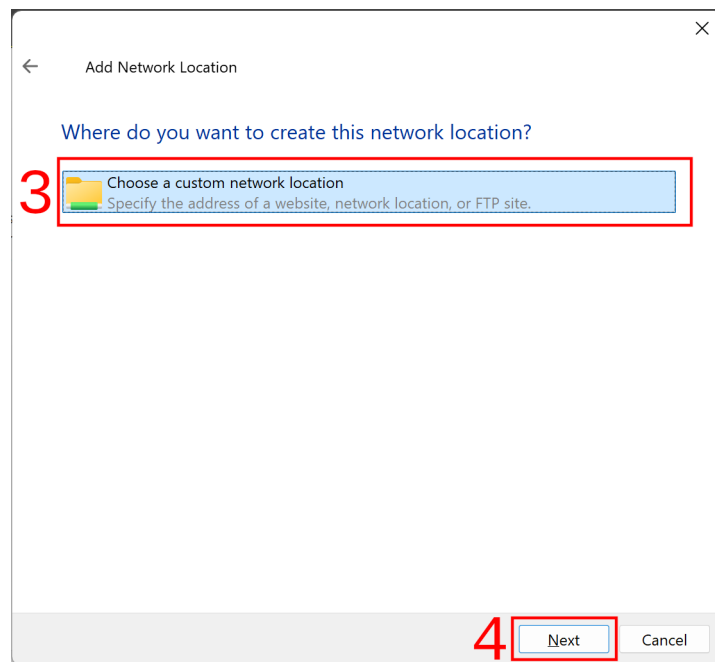 Add Network Location
Where do you want to create this network location?
3
Choose a custom network location
Specify the address of a website, network location, or FTP site.
4
Next
Cancel